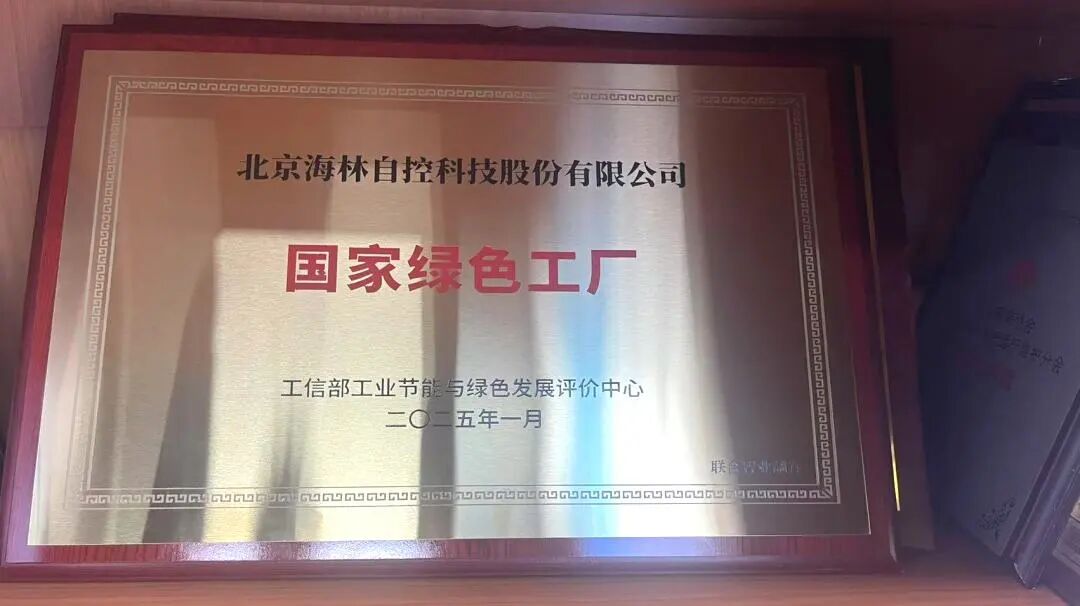 北京海林自控科技股份有限公司
国家绿色工厂
工信部工业节能与绿色发展评价中心
二〇二五年一月